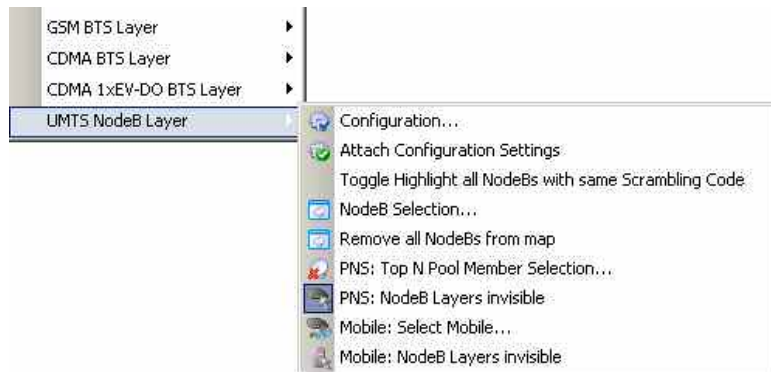 GSM BTS Layer
CDMA BTS Layer
CDMA 1xEV-DO BTS Layer
UMTS NodeB Layer
Configuration...
Attach Configuration Settings
Toggle Highlight all NodeBs with same Scrambling Code
NodeB Selection...
Remove all NodeBs from map
PNS: Top N Pool Member Selection...
PNS: NodeB Layers invisible
Mobile: Select Mobile...
Mobile: NodeB Layers invisible